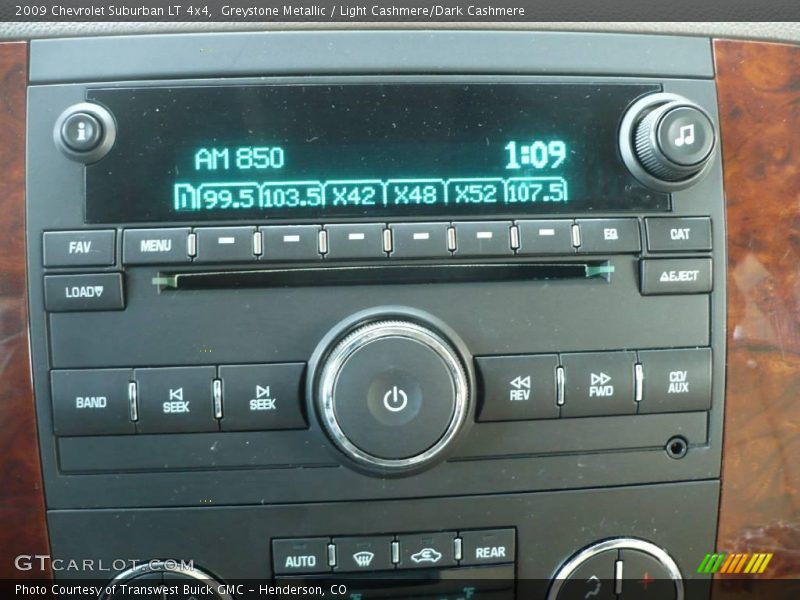 2009 Chevrolet Suburban LT 4x4,  Greystone Metallic / Light Cashmere/Dark Cashmere
AM 850 1:09
99.5 103.5 X42 X48 X52 107.5
FAV MENU EQ CAT
LOAD EJECT
BAND SEEK SEEK REV FWD CD/AUX
AUTO REAR
GTCARLOT.COM
Photo Courtesy of Transwest Buick GMC - Henderson, CO